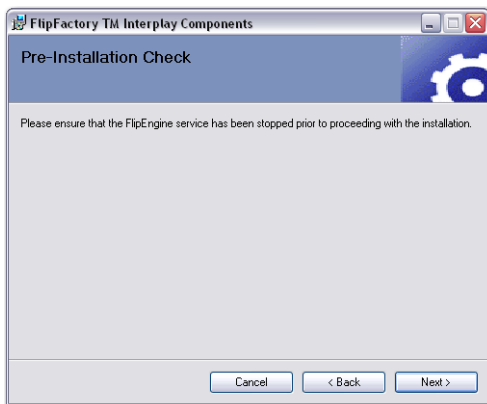 FlipFactory TM Interplay Components
Pre-Installation Check
Please ensure that the FlipEngine service has been stopped prior to proceeding with the installation.
Cancel
< Back
Next >